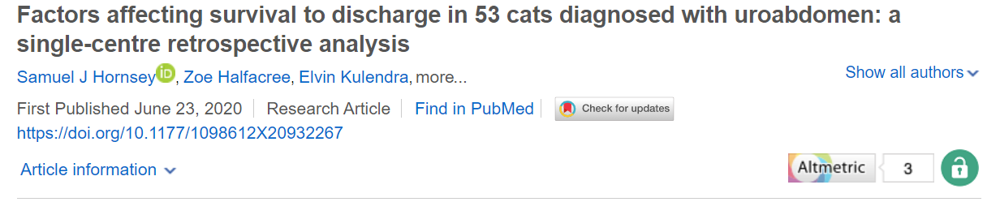 Factors affecting survival to discharge in 53 cats diagnosed with uroabdomen: a
single-centre retrospective analysis
Samuel J Hornsey iD, Zoe Halfacree, Elvin Kulendra, more... Show all authors
First Published June 23, 2020 Research Article Find in PubMed Check for updates
https://doi.org/10.1177/1098612X20932267
Article information Altmetric 3